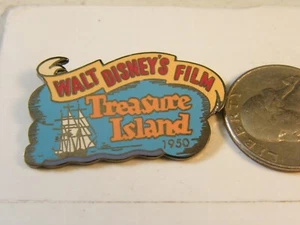 WALT DISNEY'S FILM
Treasure
Island
1950